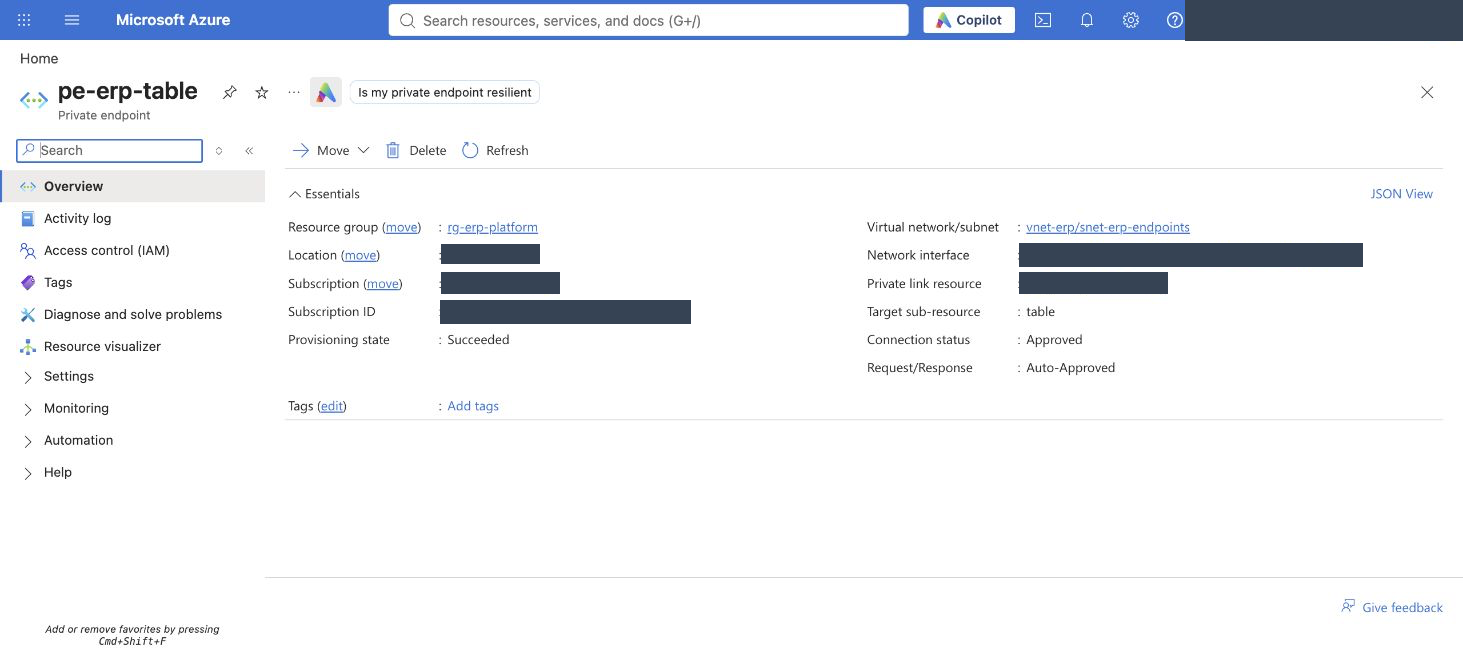 Microsoft Azure
Search resources, services, and docs (G+/)
Copilot
Home
pe-erp-table
Private endpoint
Is my private endpoint resilient
Search
Move
Delete
Refresh
Overview
Activity log
Access control (IAM)
Tags
Diagnose and solve problems
Resource visualizer
Settings
Monitoring
Automation
Help
Add or remove favorites by pressing
Cmd+Shift+F
Essentials
JSON View
Resource group (move) : rg-erp-platform
Location (move) :
Subscription (move) :
Subscription ID :
Provisioning state : Succeeded
Virtual network/subnet : vnet-erp/snet-erp-endpoints
Network interface :
Private link resource :
Target sub-resource : table
Connection status : Approved
Request/Response : Auto-Approved
Tags (edit) : Add tags
Give feedback